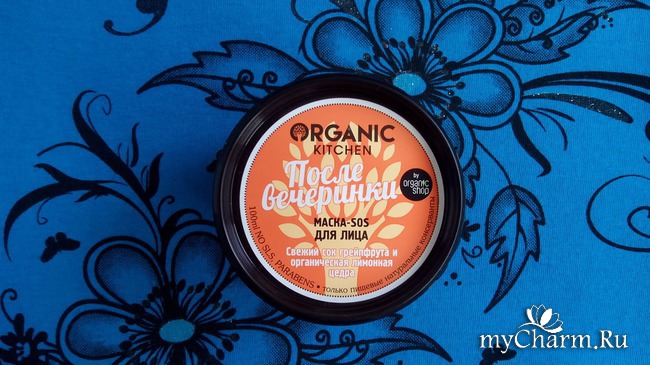 ORGANIC
KITCHEN
После
вечеринки
by
organic
shop
МАСКА-SOS
ДЛЯ ЛИЦА
Свежий сок грейпфрута и
органическая лимонная
цедра
100ml NO SLS, PARABENS • только пищевые натуральные консерванты
myCharm.Ru